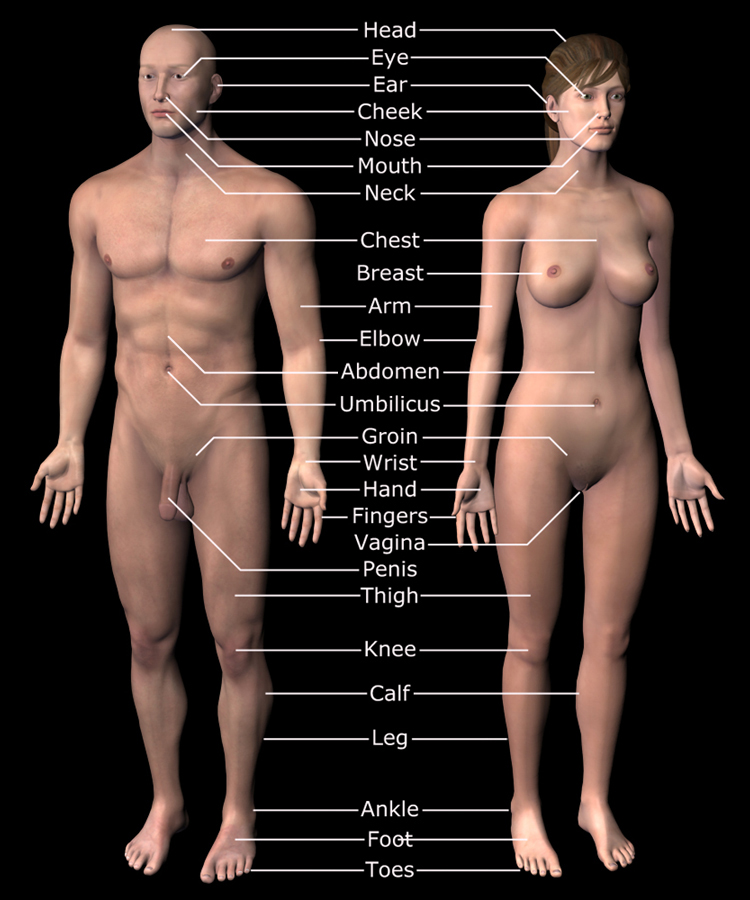 Head
Eye
Ear
Cheek
Nose
Mouth
Neck
Chest
Breast
Arm
Elbow
Abdomen
Umbilicus
Groin
Wrist
Hand
Fingers
Vagina
Penis
Thigh
Knee
Calf
Leg
Ankle
Foot
Toes